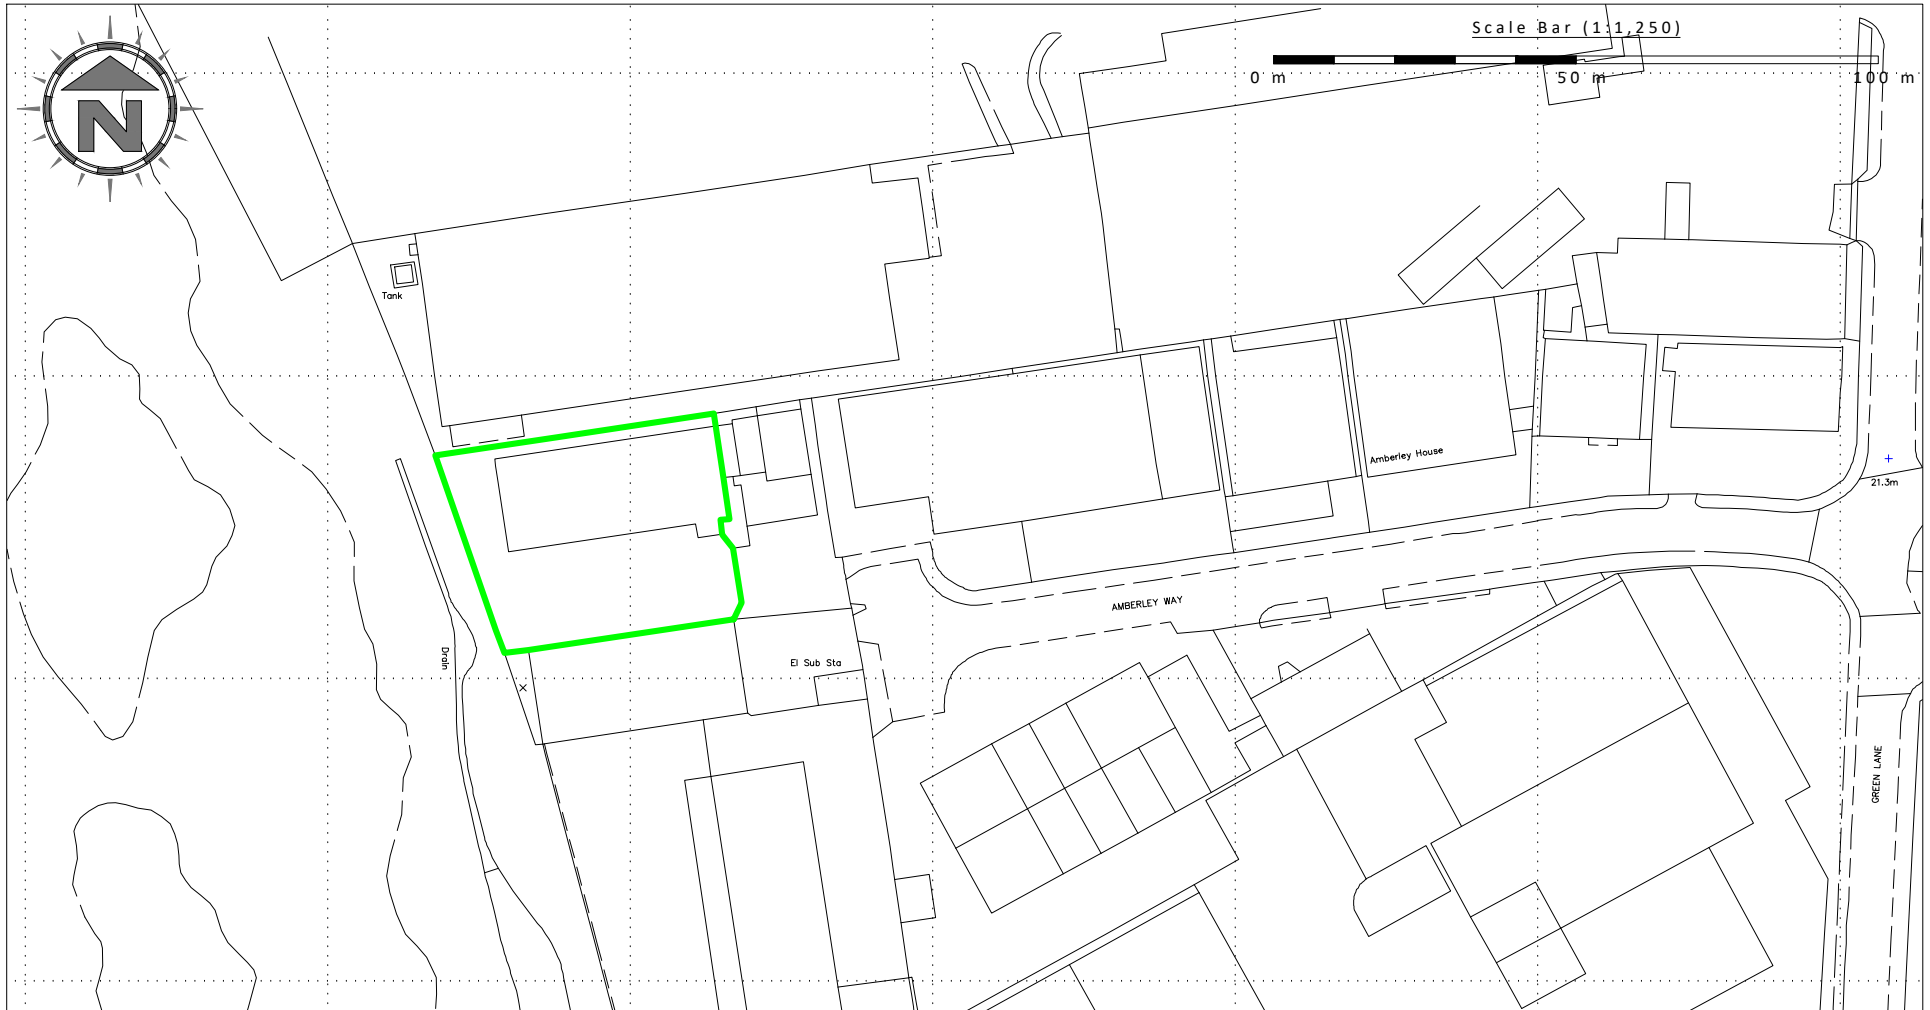 Scale Bar (1:1,250)
0 m 50 m 100 m
N
Tank
Amberley House
21.3m
AMBERLEY WAY
El Sub Sta
Drain
GREEN LANE